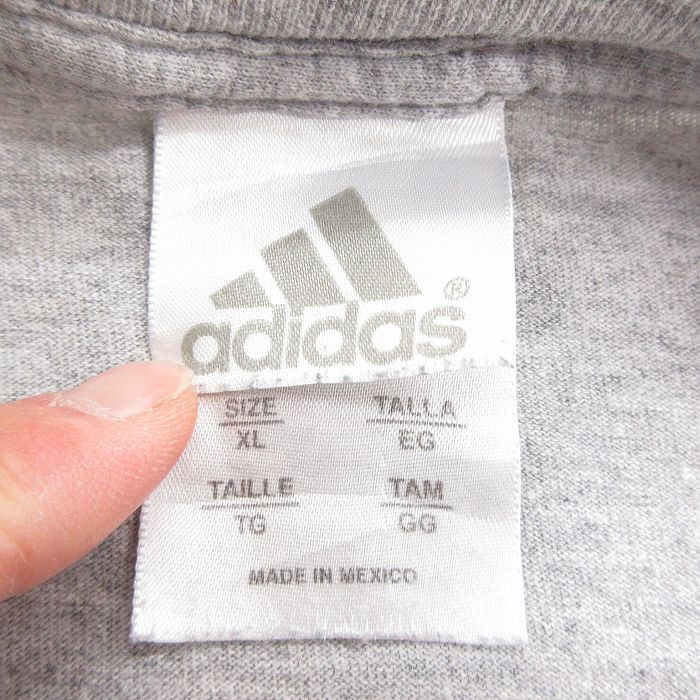 adidas®
SIZE TALLA
XL EG
TAILLE TAM
TG GG
MADE IN MEXICO